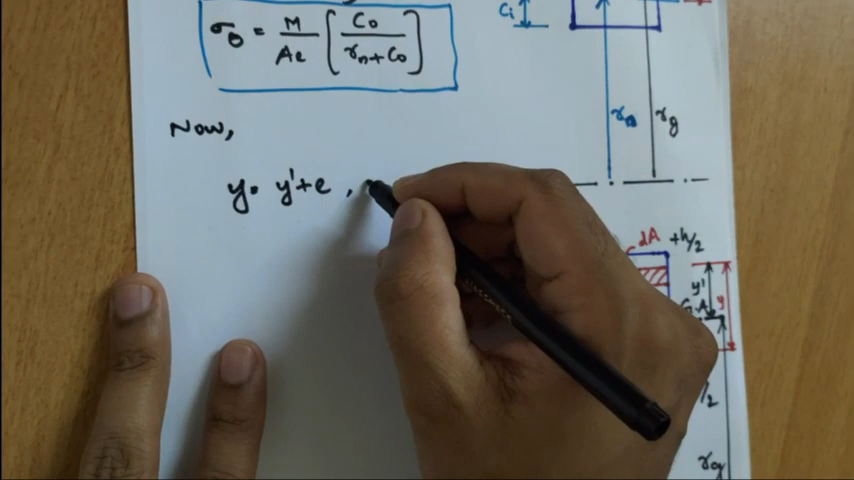 σθ = M/Ae [Co/rn+Co]
Ci
rn
rg
Now,
y = y'+e ,
dA
+h/2
y'
y
G.A
/2
rg